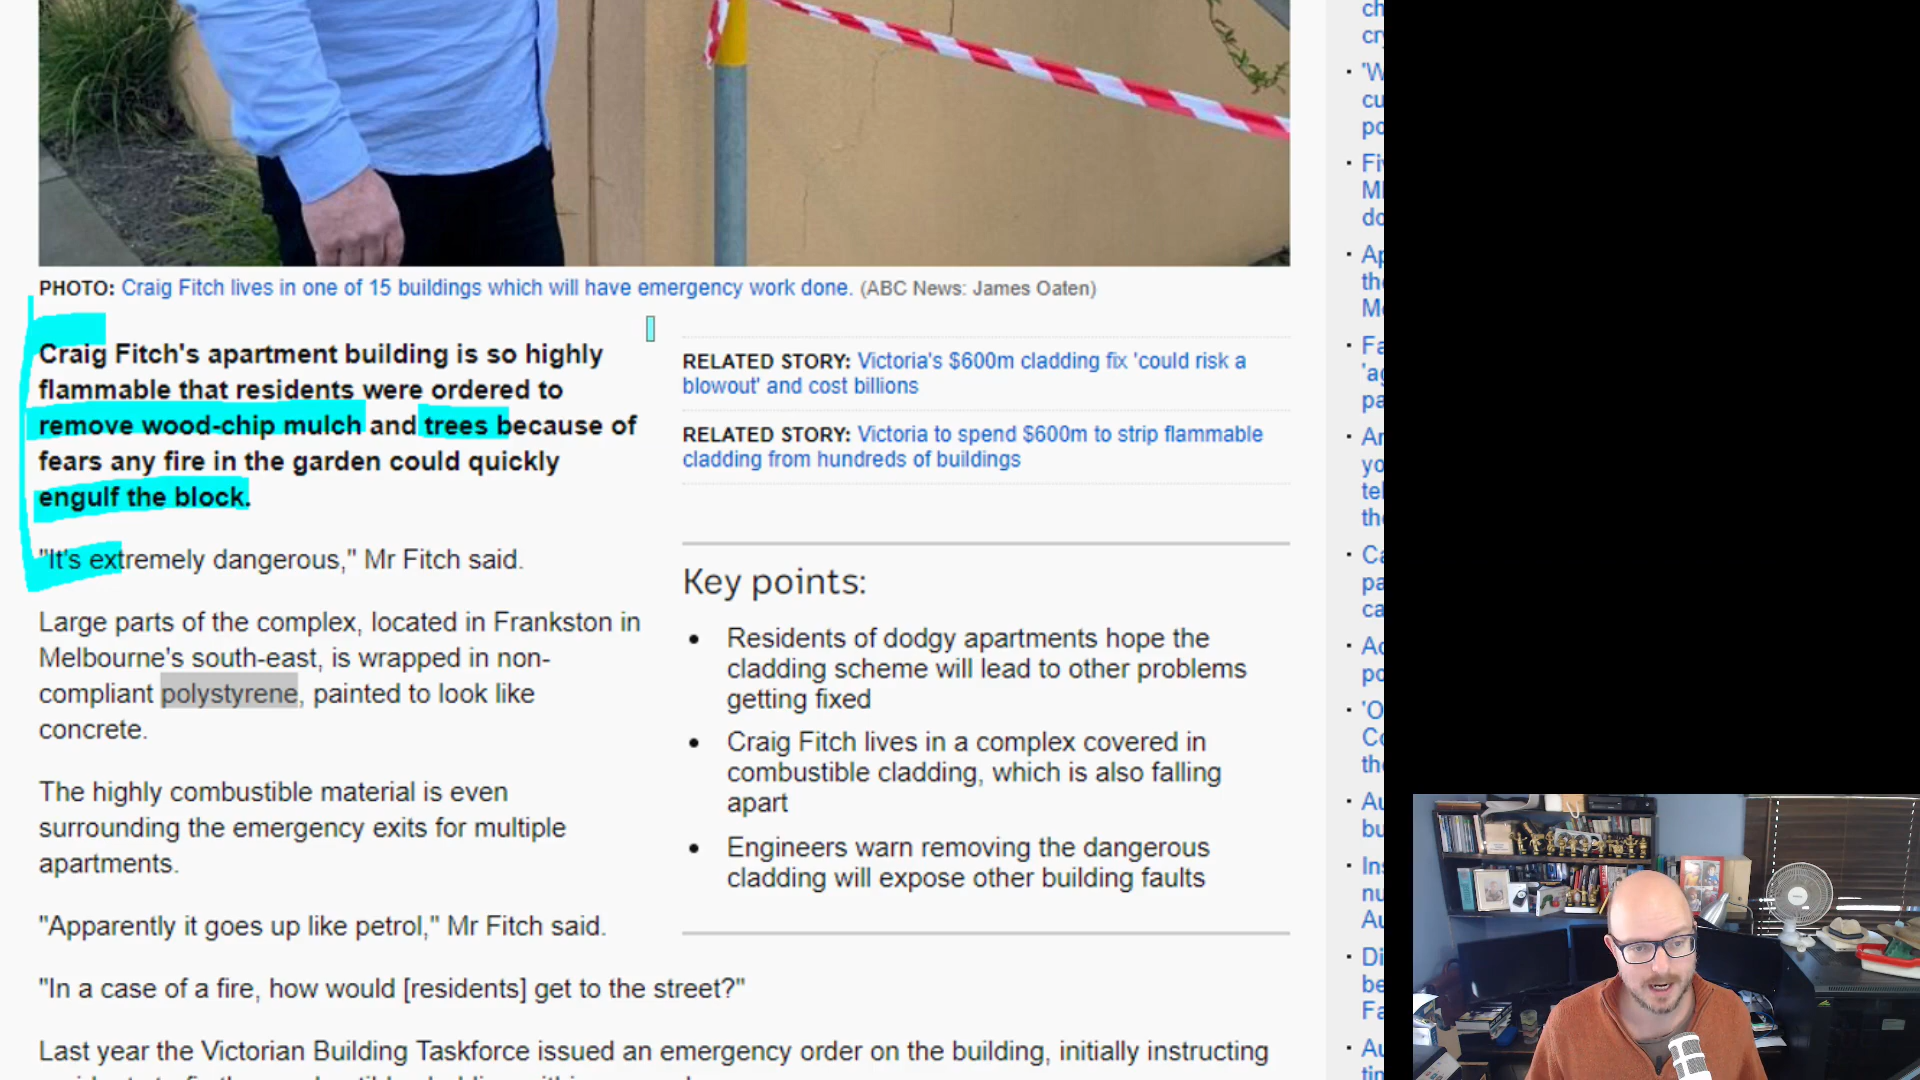 PHOTO: Craig Fitch lives in one of 15 buildings which will have emergency work done. (ABC News: James Oaten)
Craig Fitch's apartment building is so highly
flammable that residents were ordered to
remove wood-chip mulch and trees because of
fears any fire in the garden could quickly
engulf the block.
"It's extremely dangerous," Mr Fitch said.
Large parts of the complex, located in Frankston in
Melbourne's south-east, is wrapped in non-
compliant polystyrene, painted to look like
concrete.
The highly combustible material is even
surrounding the emergency exits for multiple
apartments.
"Apparently it goes up like petrol," Mr Fitch said.
"In a case of a fire, how would [residents] get to the street?"
Last year the Victorian Building Taskforce issued an emergency order on the building, initially instructing
RELATED STORY: Victoria's $600m cladding fix 'could risk a
blowout' and cost billions
RELATED STORY: Victoria to spend $600m to strip flammable
cladding from hundreds of buildings
Key points:
• Residents of dodgy apartments hope the
cladding scheme will lead to other problems
getting fixed
• Craig Fitch lives in a complex covered in
combustible cladding, which is also falling
apart
• Engineers warn removing the dangerous
cladding will expose other building faults